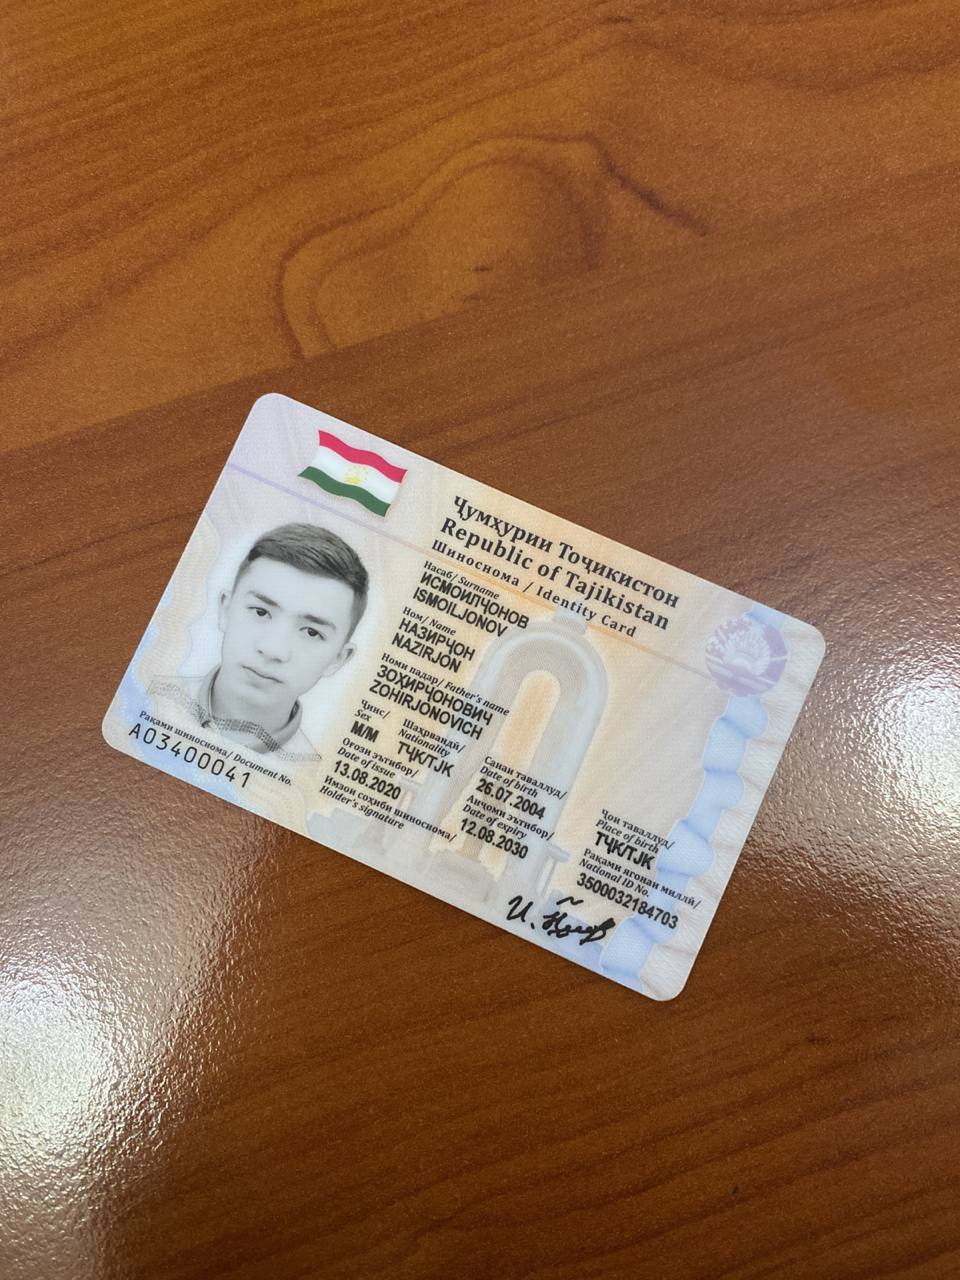 Ҷумҳурии Тоҷикистон
Republic of Tajikistan
Шиноснома / Identity Card
Насаб/ Surname
ИСМОИЛҶОНОВ
ISMOILJONOV
Ном/ Name
НАЗИРҶОН
NAZIRJON
Номи падар/ Father's name
ЗОҲИРҶОНОВИЧ
ZOHIRJONOVICH
Ҷинс/
Sex
М/M
Шаҳрвандӣ/
Nationality
ТҶК/TJK
Санаи таваллуд/
Date of birth
26.07.2004
Ҷои таваллуд/
Place of birth
ТҶК/TJK
Оғози эътибор/
Date of issue
13.08.2020
Анҷоми эътибор/
Date of expiry
12.08.2030
Рақами ягонаи миллӣ/
National ID No.
3500032184703
Имзои соҳиби шиноснома/
Holder's signature
Рақами шиноснома/ Document No.
A03400041